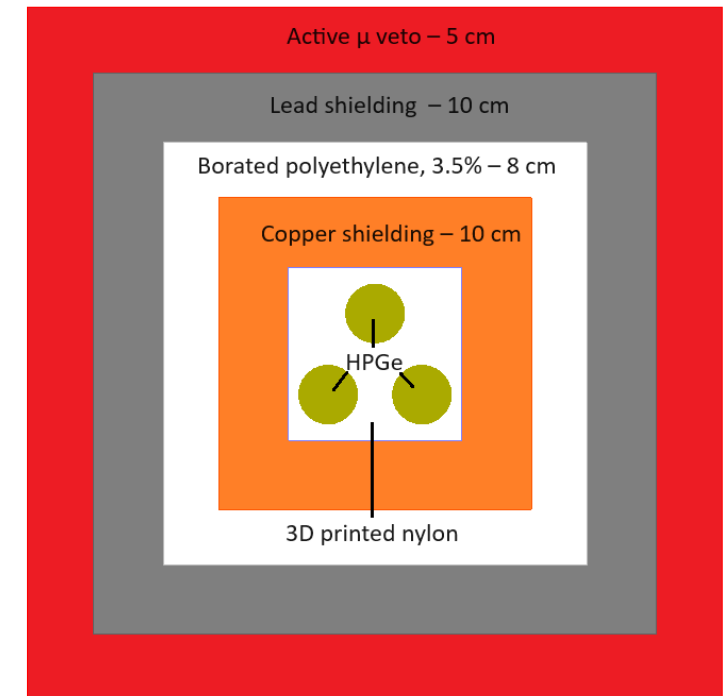 Active μ veto – 5 cm
Lead shielding – 10 cm
Borated polyethylene, 3.5% – 8 cm
Copper shielding – 10 cm
HPGe
3D printed nylon